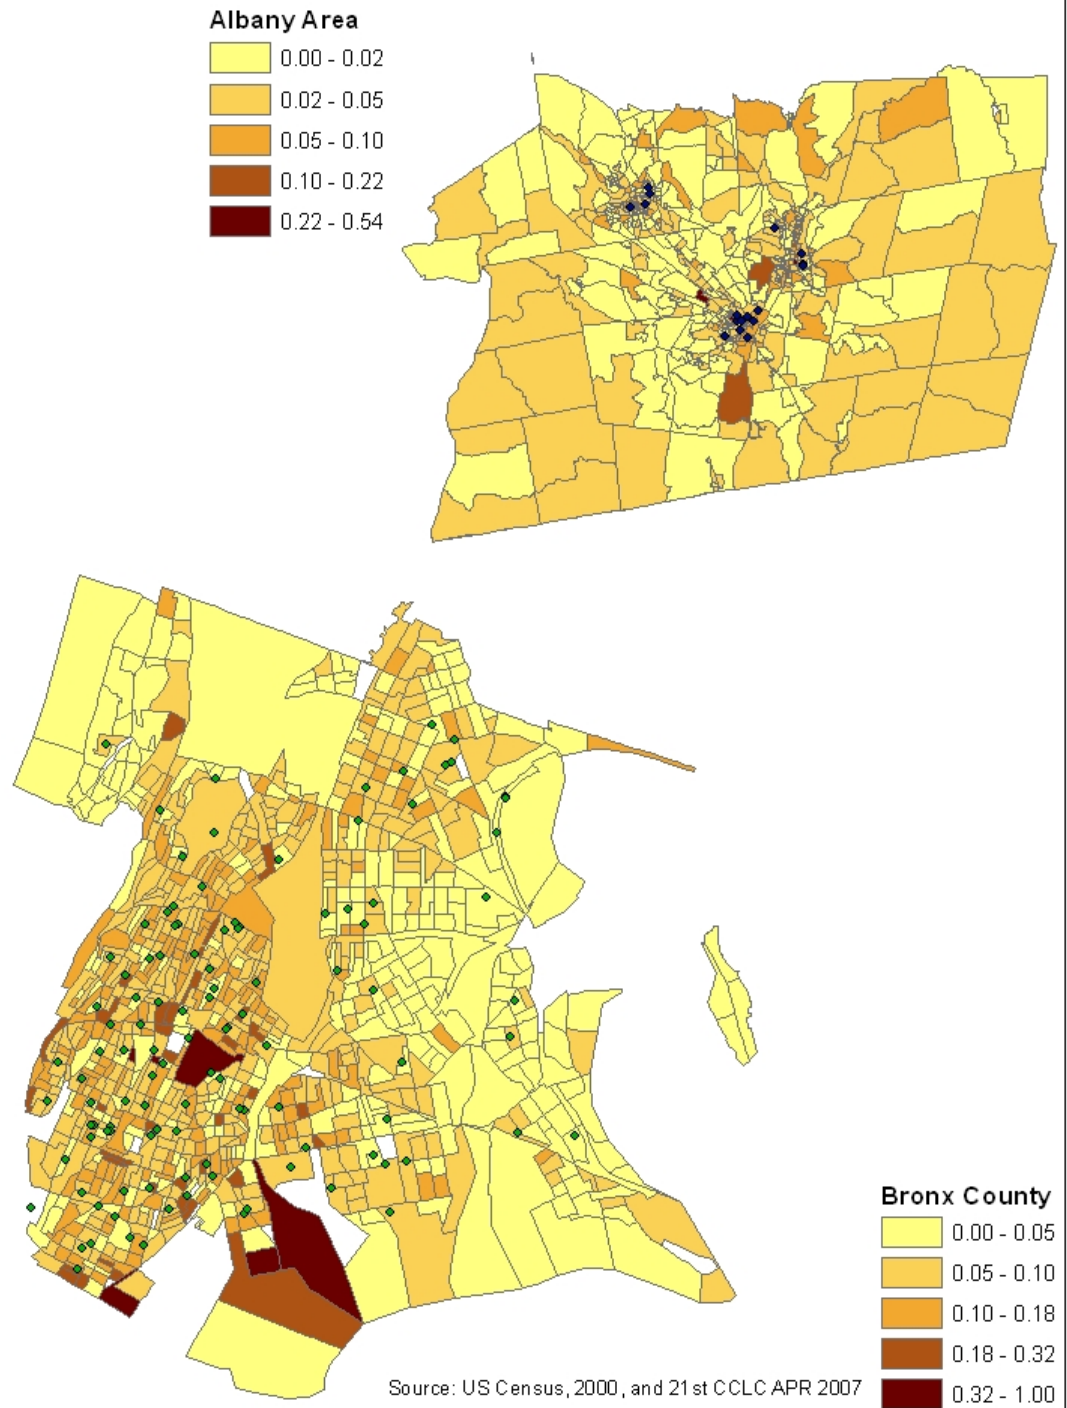 Albany Area
0.00 - 0.02
0.02 - 0.05
0.05 - 0.10
0.10 - 0.22
0.22 - 0.54
Bronx County
0.00 - 0.05
0.05 - 0.10
0.10 - 0.18
0.18 - 0.32
0.32 - 1.00
Source: US Census, 2000, and 21st CCLC APR 2007